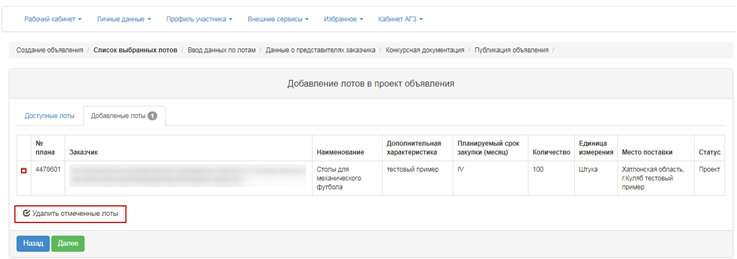 Рабочий кабинет Личные данные Профиль участника Внешние сервисы Избранное Кабинет АГЗ
Создание объявления / Список выбранных лотов / Ввод данных по лотам / Данные о представителях заказчика / Конкурсная документация / Публикация объявления /
Добавление лотов в проект объявления
Доступные лоты Добавленые лоты 1
№ плана Заказчик Наименование Дополнительная характеристика Планируемый срок закупки (месяц) Количество Единица измерения Место поставки Статус
4478601 Столы для механического футбола тестовый пример IV 100 Штука Хатлонская область, г.Куляб тестовый пример Проект
Удалить отмеченные лоты
Назад Далее